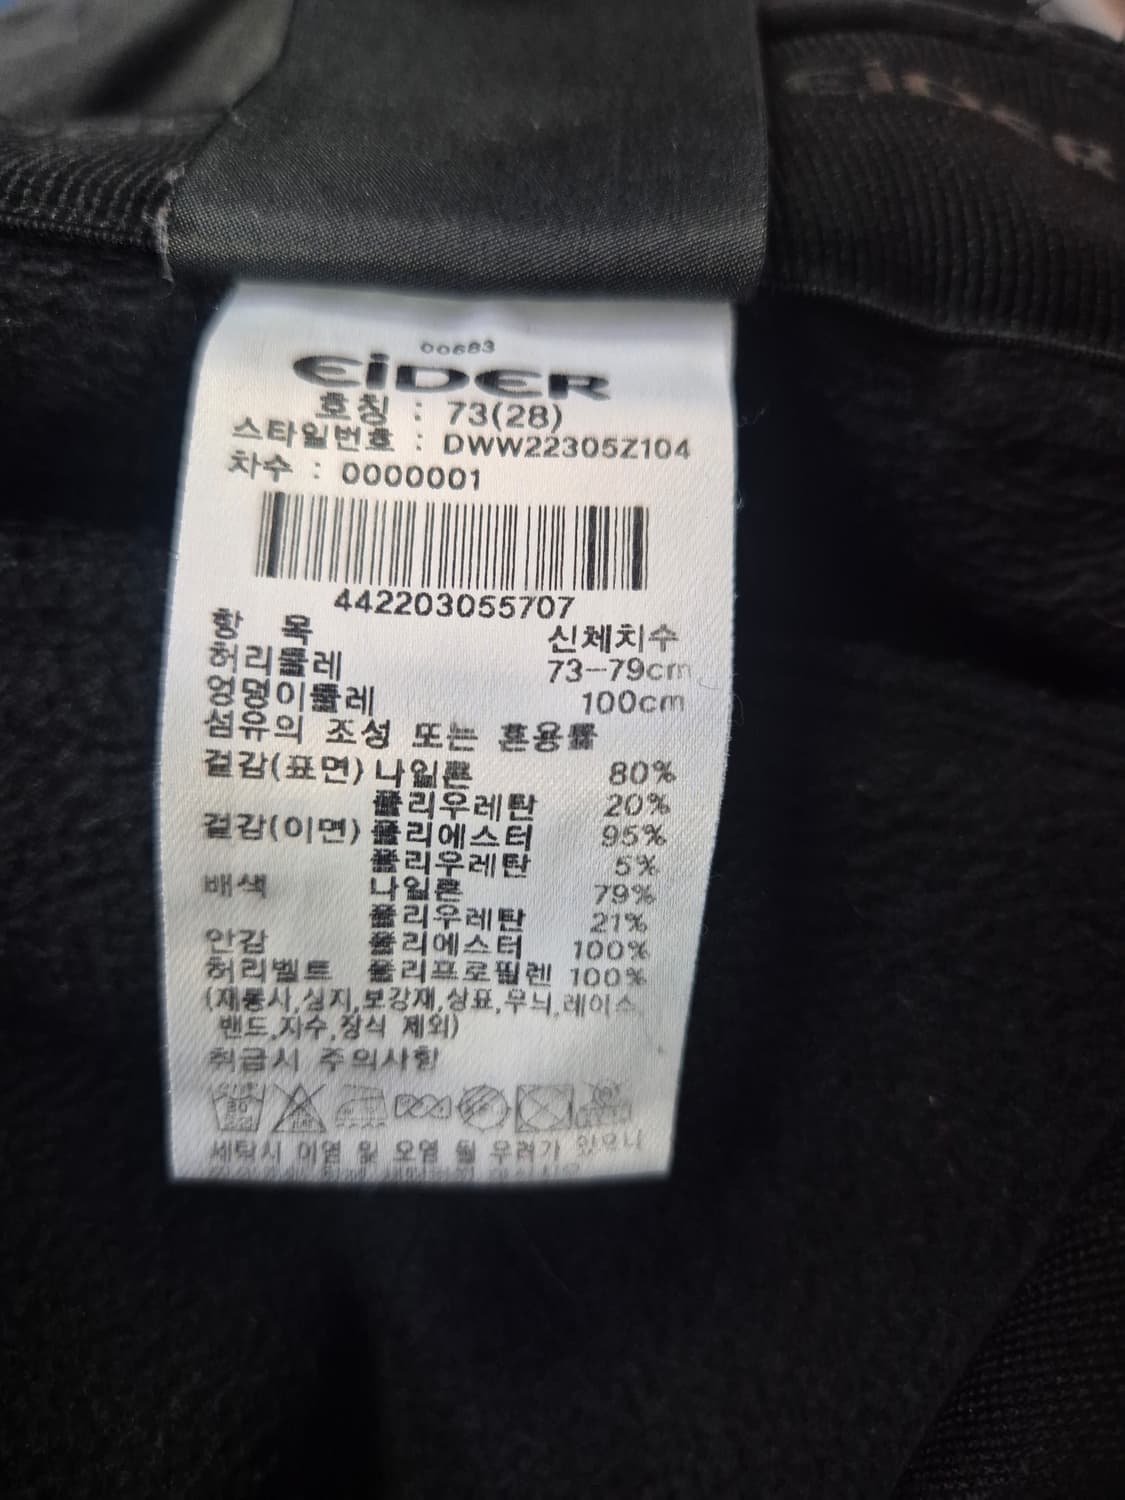 eiDER
00683
EiDER
호칭 : 73(28)
스타일번호 : DWW22305Z104
차수 : 0000001
442203055707
항 목 신체치수
허리둘레 73-79cm
엉덩이둘레 100cm
섬유의 조성 또는 혼용률
겉감(표면) 나일론 80%
폴리우레탄 20%
겉감(이면) 폴리에스터 95%
폴리우레탄 5%
배색 나일론 79%
폴리우레탄 21%
안감 폴리에스터 100%
허리벨트 폴리프로필렌 100%
(재봉사,심지,보강재,상표,무늬,레이스,
밴드,자수,장식 제외)
취급시 주의사항
30
세탁시 이염 및 오염 될 우려가 있으니